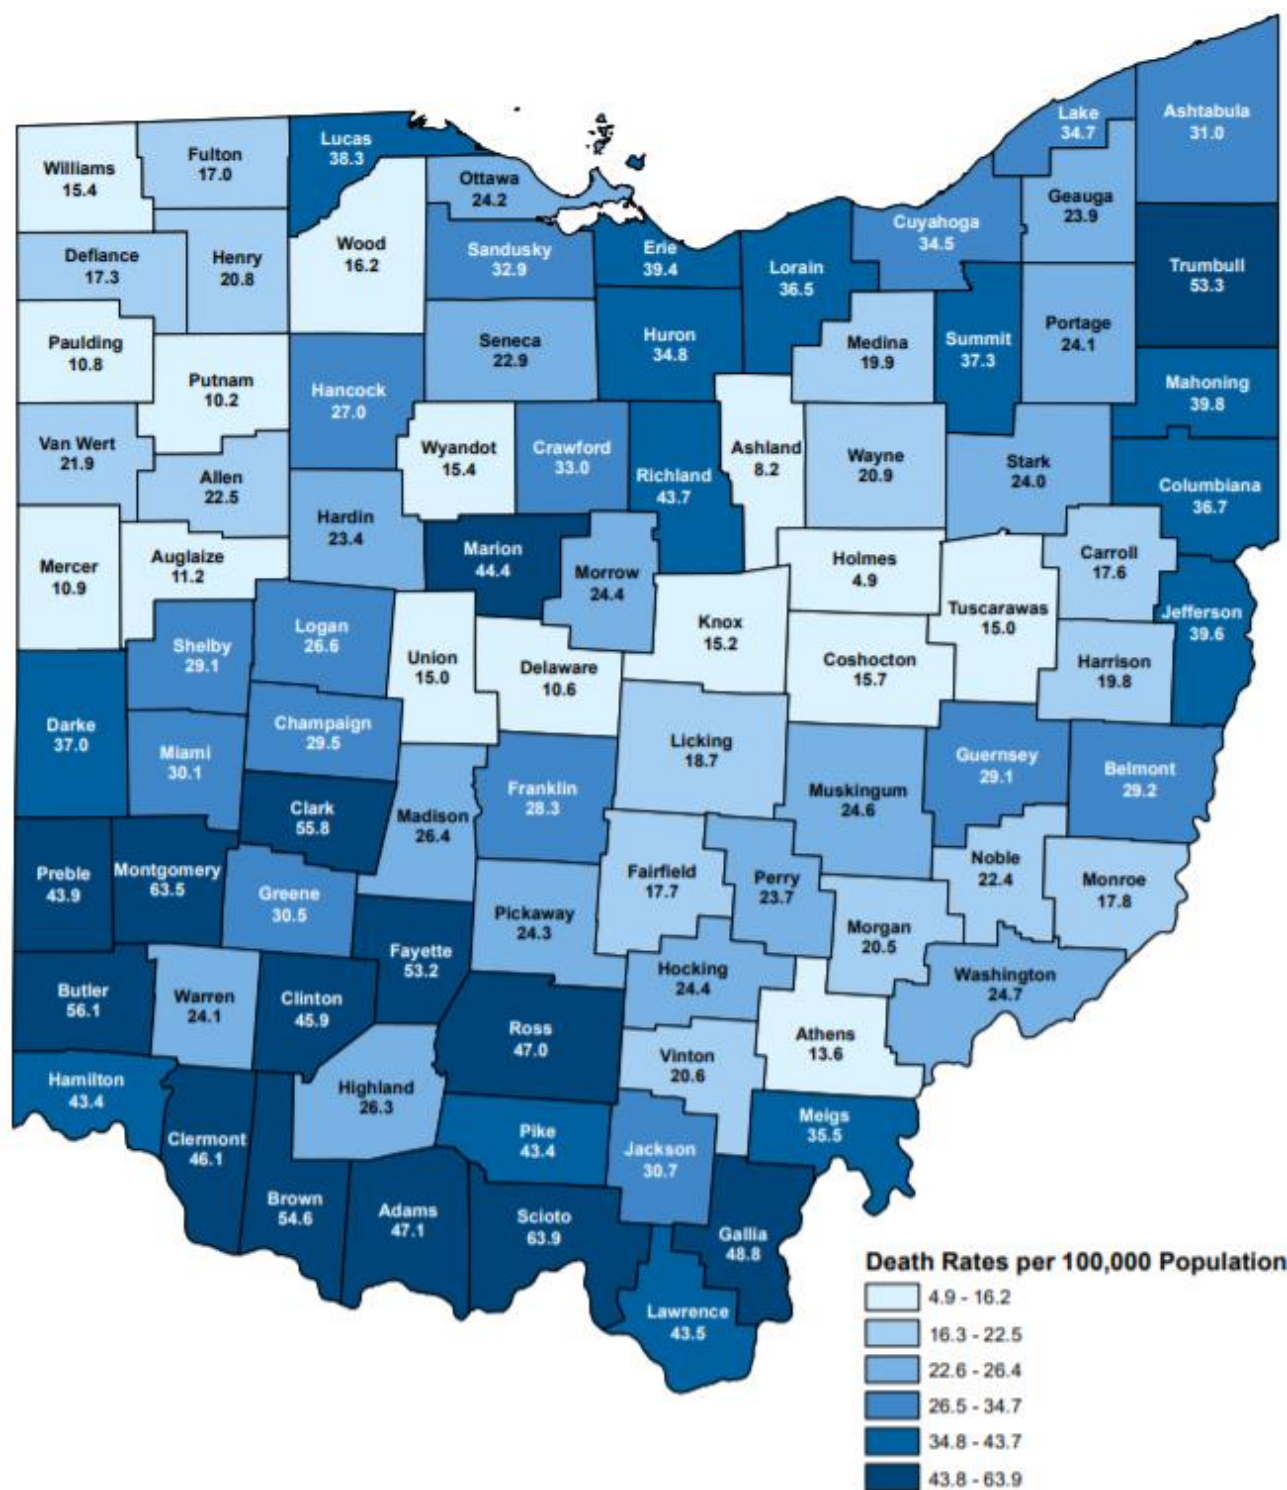 Lake
34.7
Ashtabula
31.0
Lucas
38.3
Williams
15.4
Fulton
17.0
Ottawa
24.2
Geauga
23.9
Cuyahoga
34.5
Defiance
17.3
Henry
20.8
Wood
16.2
Sandusky
32.9
Erie
39.4
Lorain
36.5
Trumbull
53.3
Paulding
10.8
Putnam
10.2
Hancock
27.0
Seneca
22.9
Huron
34.8
Medina
19.9
Summit
37.3
Portage
24.1
Mahoning
39.8
Van Wert
21.9
Allen
22.5
Wyandot
15.4
Crawford
33.0
Richland
43.7
Ashland
8.2
Wayne
20.9
Stark
24.0
Columbiana
36.7
Hardin
23.4
Mercer
10.9
Auglaize
11.2
Marion
44.4
Morrow
24.4
Holmes
4.9
Carroll
17.6
Tuscarawas
15.0
Jefferson
39.6
Shelby
29.1
Logan
26.6
Union
15.0
Delaware
10.6
Knox
15.2
Coshocton
15.7
Harrison
19.8
Darke
37.0
Miami
30.1
Champaign
29.5
Licking
18.7
Guernsey
29.1
Belmont
29.2
Clark
55.8
Madison
26.4
Franklin
28.3
Muskingum
24.6
Preble
43.9
Montgomery
63.5
Greene
30.5
Pickaway
24.3
Fairfield
17.7
Perry
23.7
Noble
22.4
Monroe
17.8
Morgan
20.5
Fayette
53.2
Hocking
24.4
Washington
24.7
Butler
56.1
Warren
24.1
Clinton
45.9
Ross
47.0
Athens
13.6
Vinton
20.6
Hamilton
43.4
Highland
26.3
Clermont
46.1
Pike
43.4
Jackson
30.7
Meigs
35.5
Brown
54.6
Adams
47.1
Scioto
63.9
Gallia
48.8
Lawrence
43.5
Death Rates per 100,000 Population
4.9 - 16.2
16.3 - 22.5
22.6 - 26.4
26.5 - 34.7
34.8 - 43.7
43.8 - 63.9